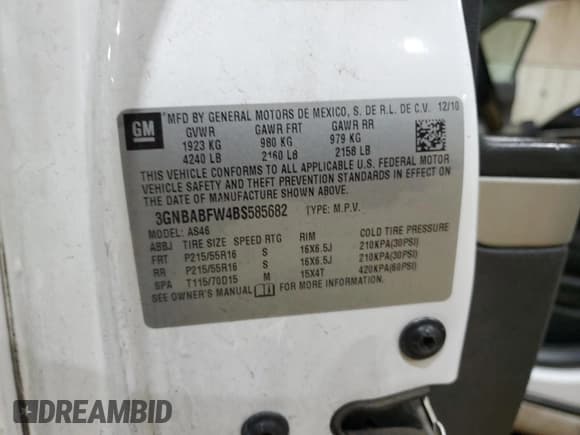 GM
MFD BY GENERAL MOTORS DE MEXICO, S. DE R.L. DE C.V. 12/10
GVWR GAWR FRT GAWR RR
1923 KG 980 KG 979 KG
4240 LB 2160 LB 2158 LB
THIS VEHICLE CONFORMS TO ALL APPLICABLE U.S. FEDERAL MOTOR
VEHICLE SAFETY AND THEFT PREVENTION STANDARDS IN EFFECT ON
THE DATE OF MANUFACTURE SHOWN ABOVE.
3GNBABFW4BS585682 TYPE: M.P.V.
MODEL: AS46
ABBJ TIRE SIZE SPEED RTG RIM COLD TIRE PRESSURE
FRT P215/55R16 S 16X6.5J 210KPA(30PSI)
RR P215/55R16 S 16X6.5J 210KPA(30PSI)
SPA T115/70D15 M 15X4T 420KPA(60PSI)
SEE OWNER'S MANUAL FOR MORE INFORMATION.
DREAMBID